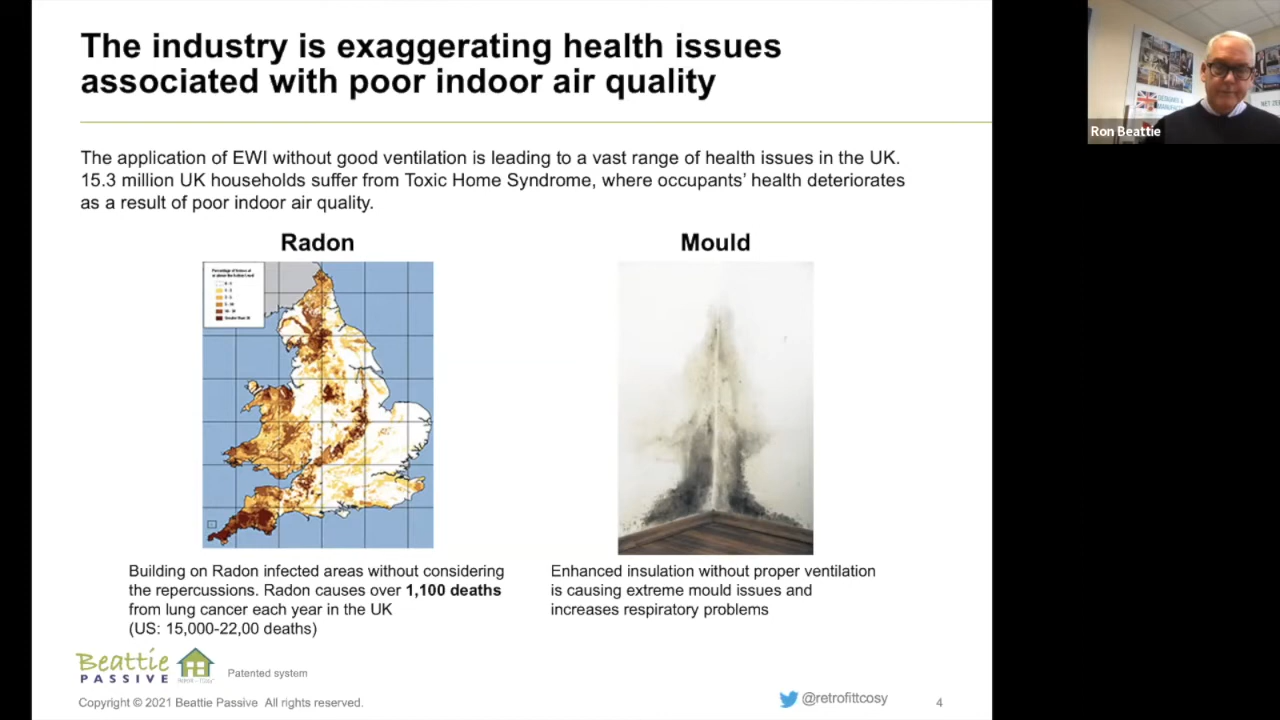 The industry is exaggerating health issues
associated with poor indoor air quality
Ron Beattie
The application of EWI without good ventilation is leading to a vast range of health issues in the UK.
15.3 million UK households suffer from Toxic Home Syndrome, where occupants' health deteriorates
as a result of poor indoor air quality.
Radon
Mould
Building on Radon infected areas without considering
the repercussions. Radon causes over 1,100 deaths
from lung cancer each year in the UK
(US: 15,000-22,00 deaths)
Enhanced insulation without proper ventilation
is causing extreme mould issues and
increases respiratory problems
Beattie
PASSIVE
Patented system
Copyright © 2021 Beattie Passive All rights reserved.
@retrofittcosy
4